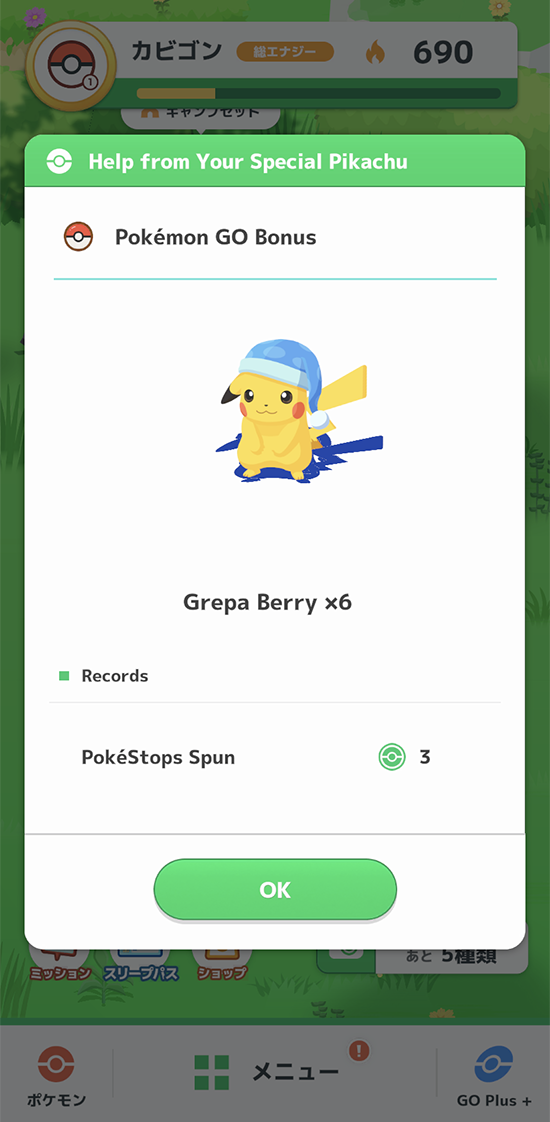 カビゴン 総エナジー 690
1
キャンプセット
Help from Your Special Pikachu
Pokémon GO Bonus
Grepa Berry ×6
Records
PokéStops Spun 3
OK
ミッション スリープパス ショップ あと 5種類
ポケモン メニュー ! GO Plus +